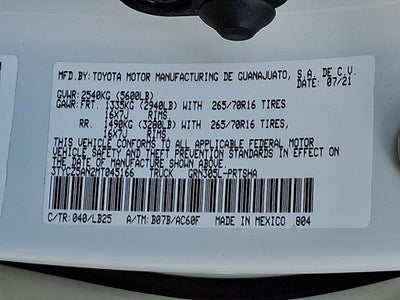 MFD.BY:TOYOTA MOTOR MANUFACTURING DE GUANAJUATO, S.A. DE C.V.
DATE: 07/21
GVWR:2540KG (5600LB)
GAWR:FRT. 1335KG (2940LB) WITH 265/70R16 TIRES
16X7J RIMS
RR. 1490KG (3280LB) WITH 265/70R16 TIRES,
16X7J RIMS
THIS VEHICLE CONFORMS TO ALL APPLICABLE FEDERAL MOTOR
VEHICLE SAFETY AND THEFT PREVENTION STANDARDS IN EFFECT ON
THE DATE OF MANUFACTURE SHOWN ABOVE.
3TYCZ5AN2MT045166 TRUCK GRN305L-PRTSHA
C/TR: 040/LB25 A/TM: B07B/AC60F MADE IN MEXICO .804